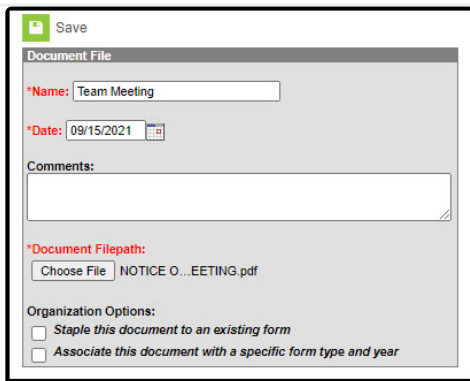 Save
Document File
*Name: Team Meeting
*Date: 09/15/2021
Comments:
*Document Filepath:
Choose File NOTICE O...EETING.pdf
Organization Options:
Staple this document to an existing form
Associate this document with a specific form type and year